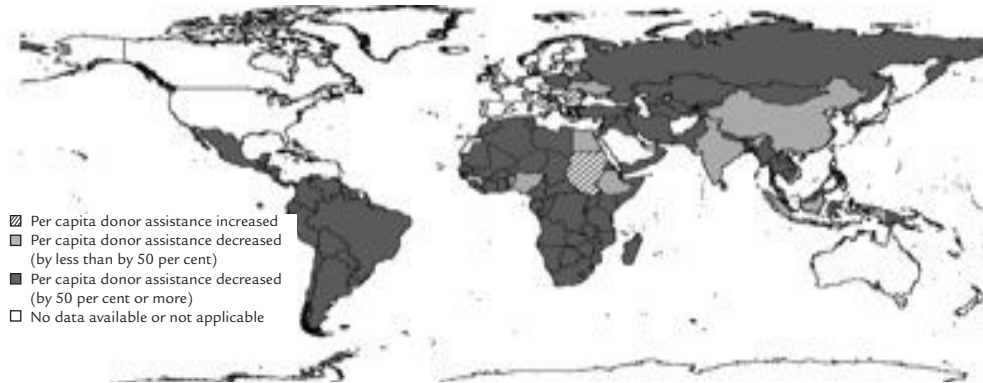 Per capita donor assistance increased
Per capita donor assistance decreased
(by less than by 50 per cent)
Per capita donor assistance decreased
(by 50 per cent or more)
No data available or not applicable